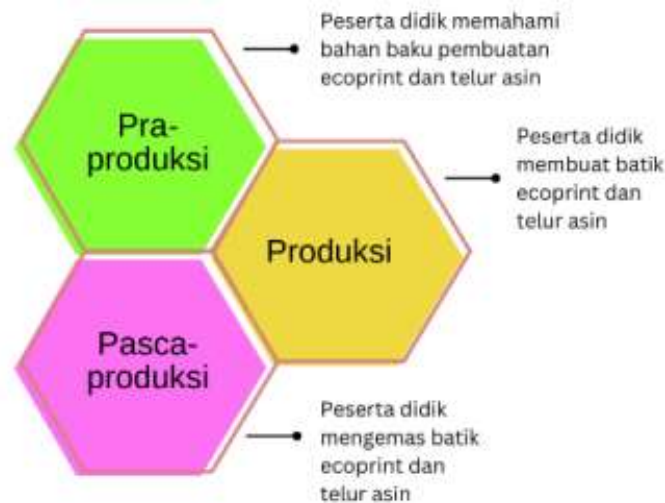 Peserta didik memahami
bahan baku pembuatan
ecoprint dan telur asin
Pra-
produksi
Peserta didik
membuat batik
ecoprint dan
telur asin
Produksi
Pasca-
produksi
Peserta didik
mengemas batik
ecoprint dan
telur asin